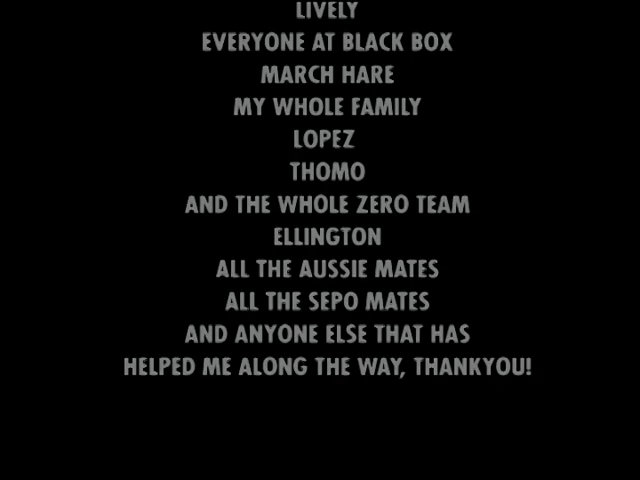 LIVELY
EVERYONE AT BLACK BOX
MARCH HARE
MY WHOLE FAMILY
LOPEZ
THOMO
AND THE WHOLE ZERO TEAM
ELLINGTON
ALL THE AUSSIE MATES
ALL THE SEPO MATES
AND ANYONE ELSE THAT HAS
HELPED ME ALONG THE WAY, THANKYOU!